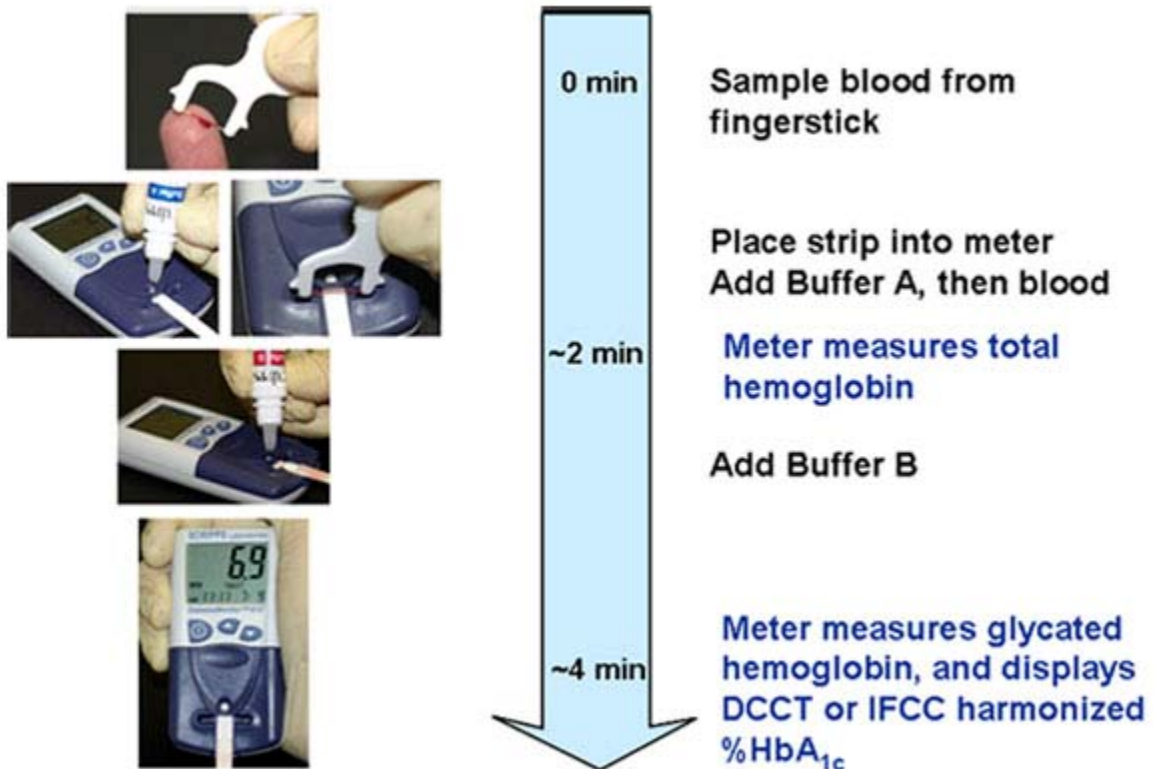 0 min
Sample blood from
fingerstick
Place strip into meter
Add Buffer A, then blood
~2 min
Meter measures total
hemoglobin
Add Buffer B
6.9
~4 min
Meter measures glycated
hemoglobin, and displays
DCCT or IFCC harmonized
%HbA1c